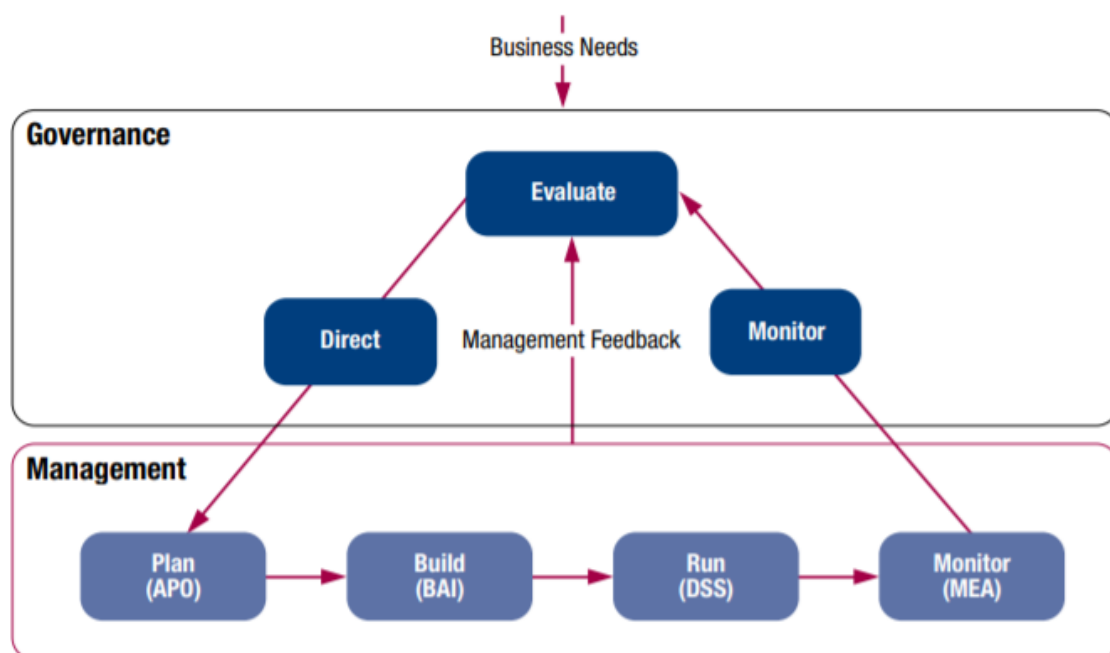 Business Needs
Governance
Evaluate
Direct
Management Feedback
Monitor
Management
Plan
(APO)
Build
(BAI)
Run
(DSS)
Monitor
(MEA)